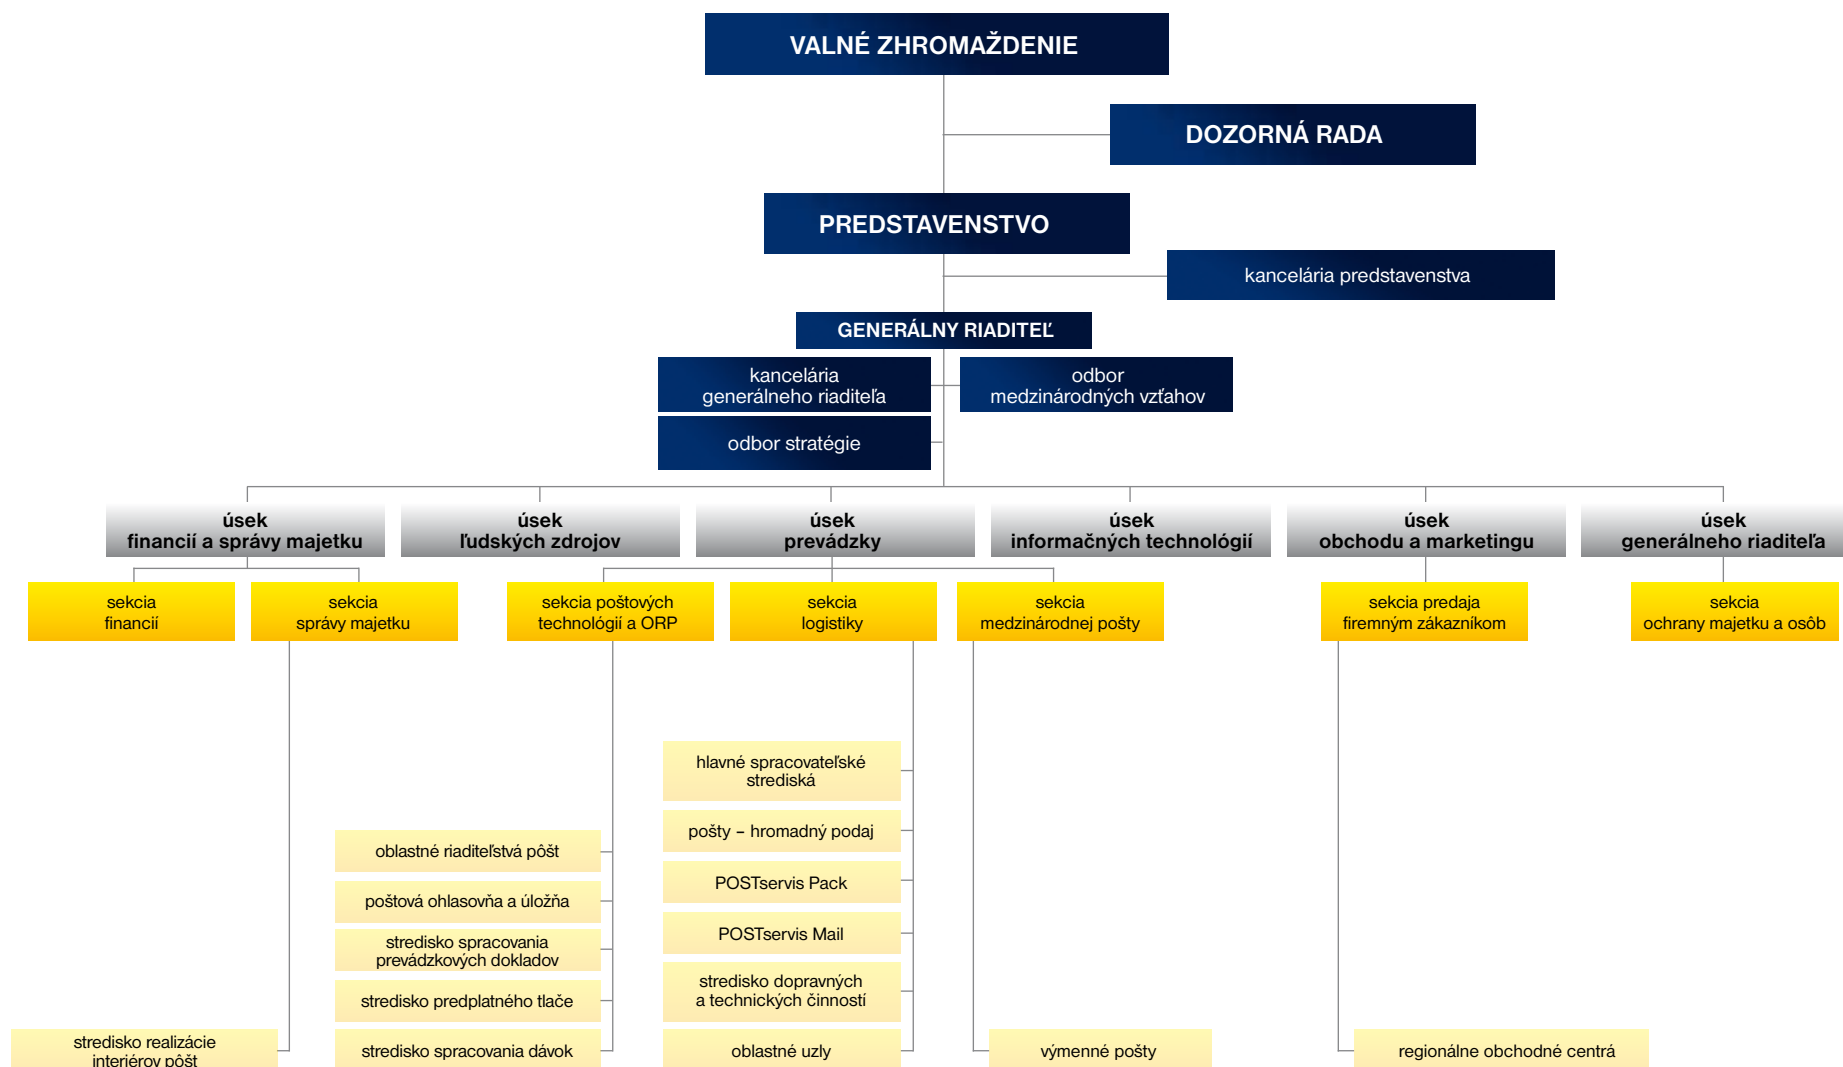 VALNÉ ZHROMAŽDENIE
DOZORNÁ RADA
PREDSTAVENSTVO
kancelária predstavenstva
GENERÁLNY RIADITEĽ
kancelária
generálneho riaditeľa
odbor
medzinárodných vzťahov
odbor stratégie
úsek
financií a správy majetku
úsek
ľudských zdrojov
úsek
prevádzky
úsek
informačných technológií
úsek
obchodu a marketingu
úsek
generálneho riaditeľa
sekcia
financií
sekcia
správy majetku
sekcia poštových
technológií a ORP
sekcia
logistiky
sekcia
medzinárodnej pošty
sekcia predaja
firemným zákazníkom
sekcia
ochrany majetku a osôb
hlavné spracovateľské
strediská
pošty – hromadný podaj
oblastné riaditeľstvá pôšt
POSTservis Pack
poštová ohlasovňa a úložňa
POSTservis Mail
stredisko spracovania
prevádzkových dokladov
stredisko dopravných
a technických činností
stredisko predplatného tlače
stredisko realizácie
interiérov pôšt
stredisko spracovania dávok
oblastné uzly
výmenné pošty
regionálne obchodné centrá